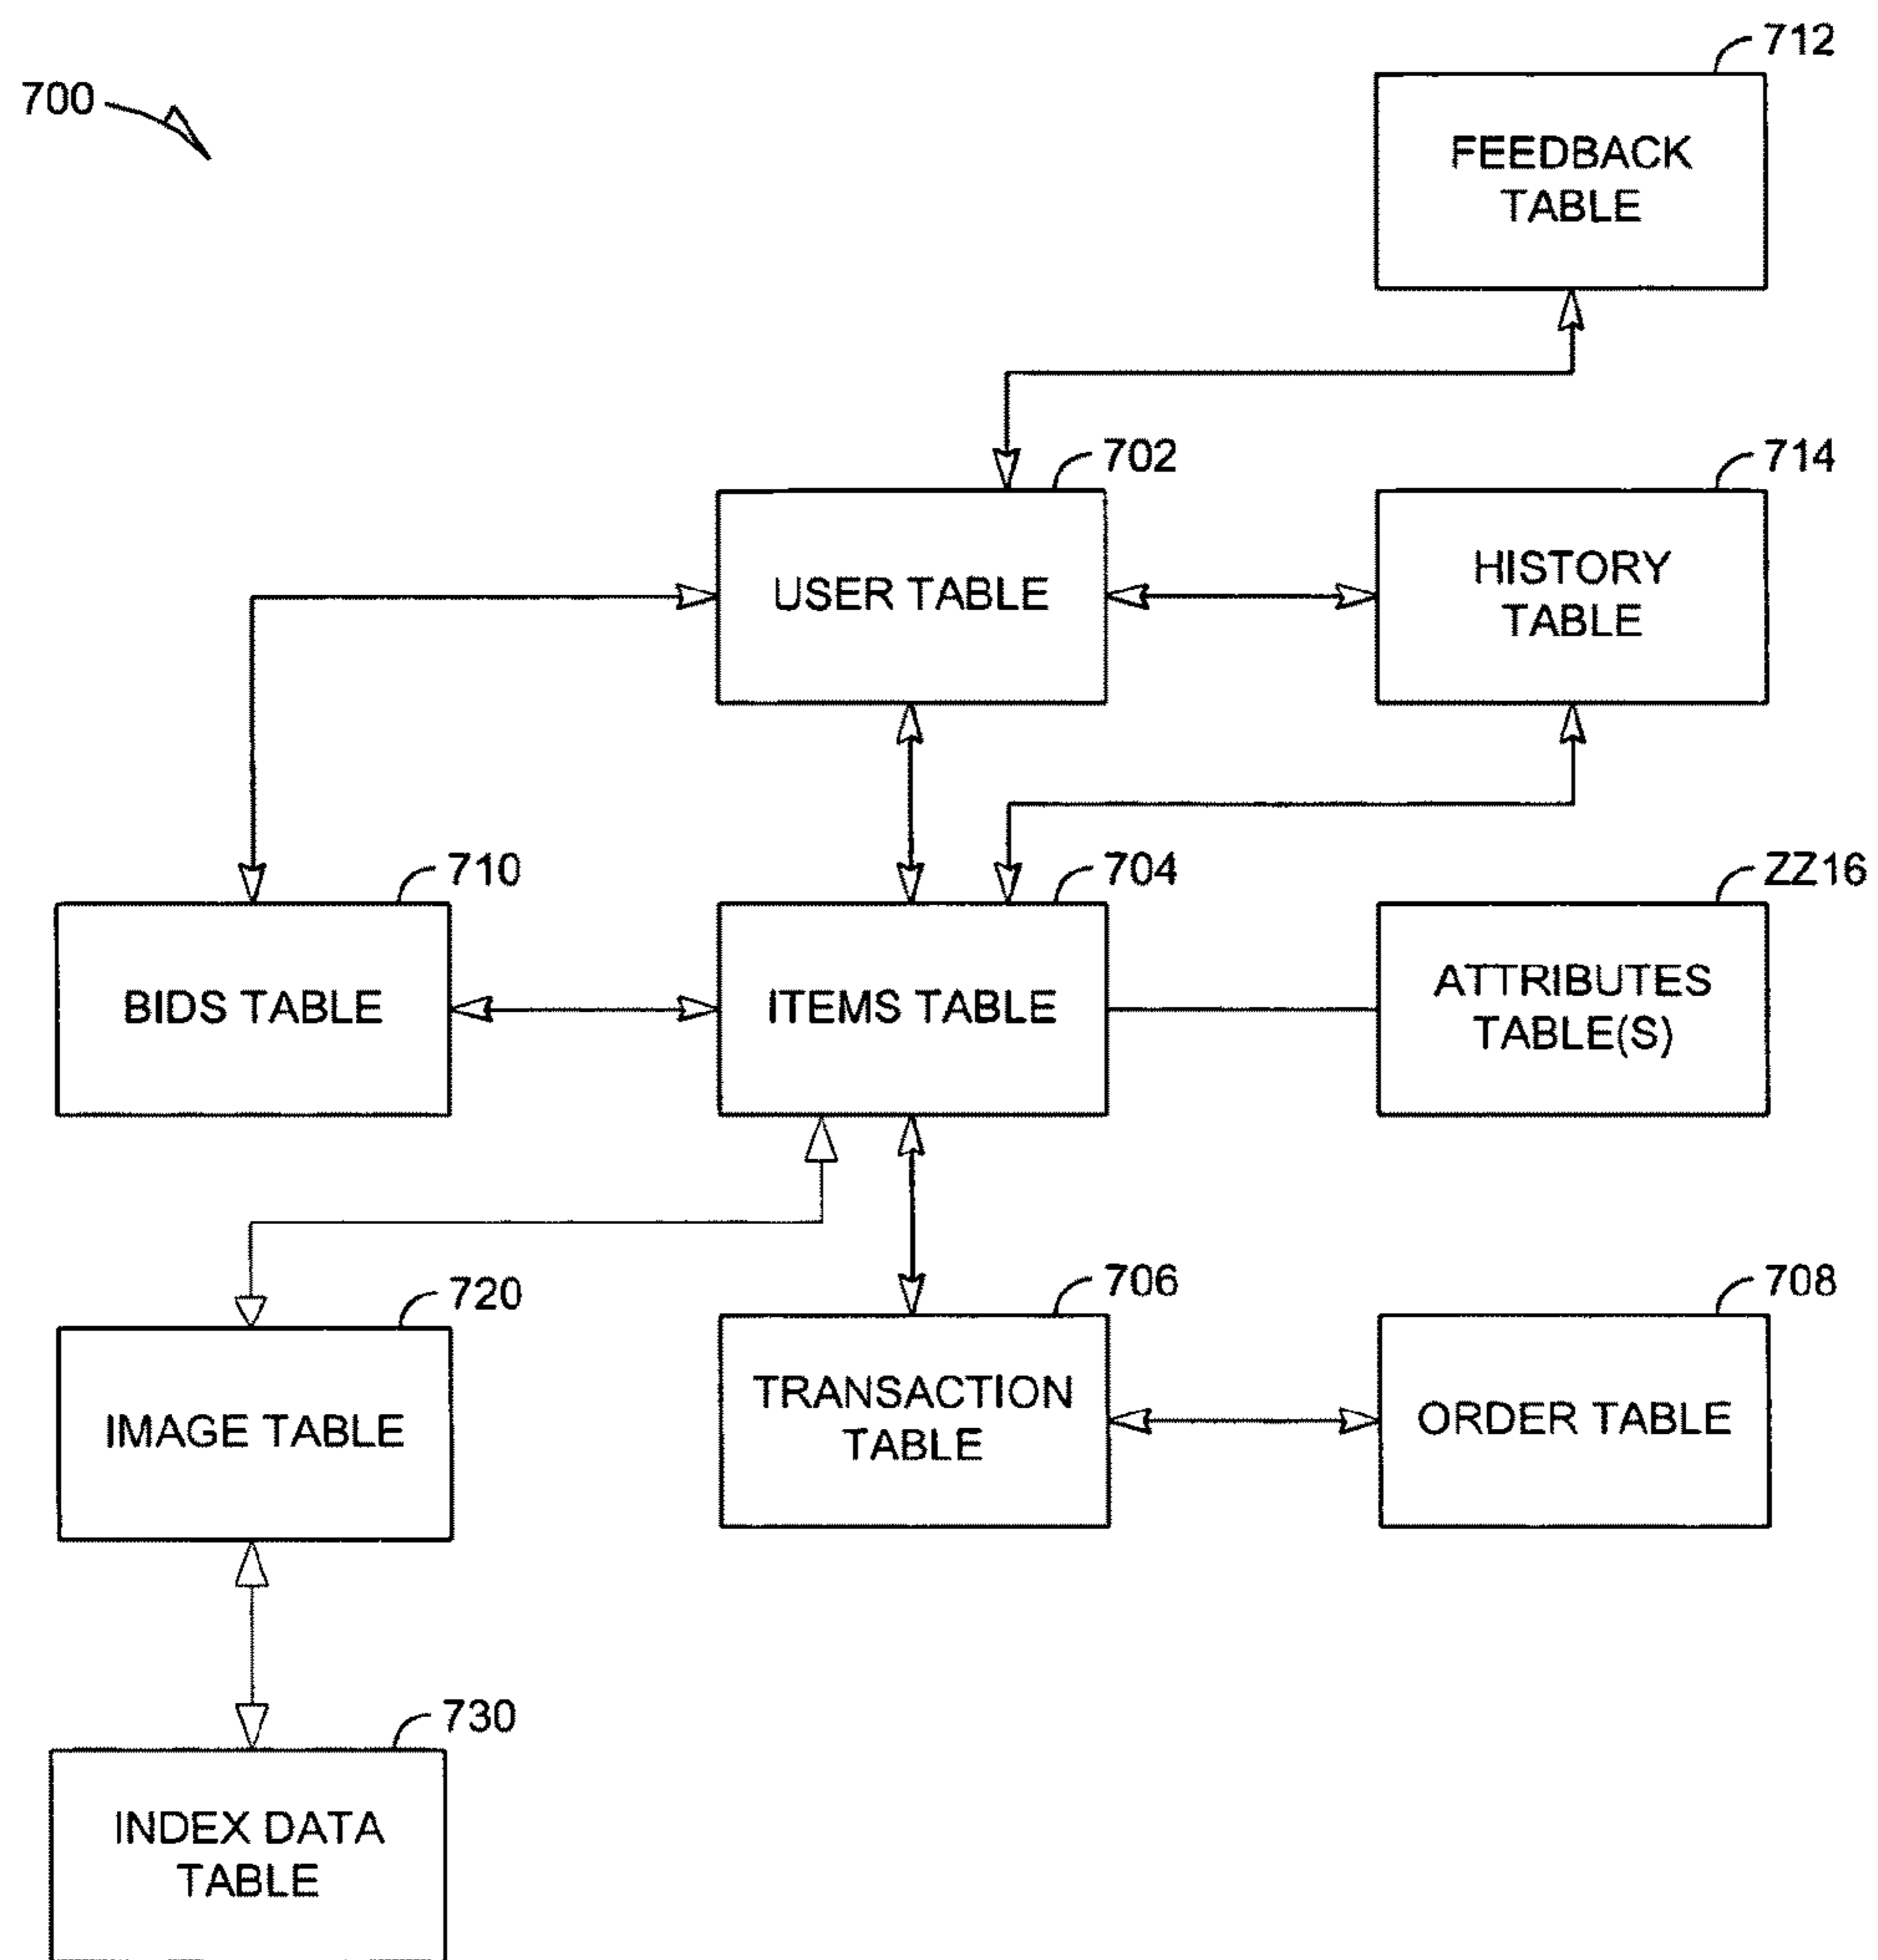 712
700
FEEDBACK
TABLE
702
714
USER TABLE
HISTORY
TABLE
710
704
ZZ16
BIDS TABLE
ITEMS TABLE
ATTRIBUTES
TABLE(S)
720
706
708
IMAGE TABLE
TRANSACTION
TABLE
ORDER TABLE
730
INDEX DATA
TABLE